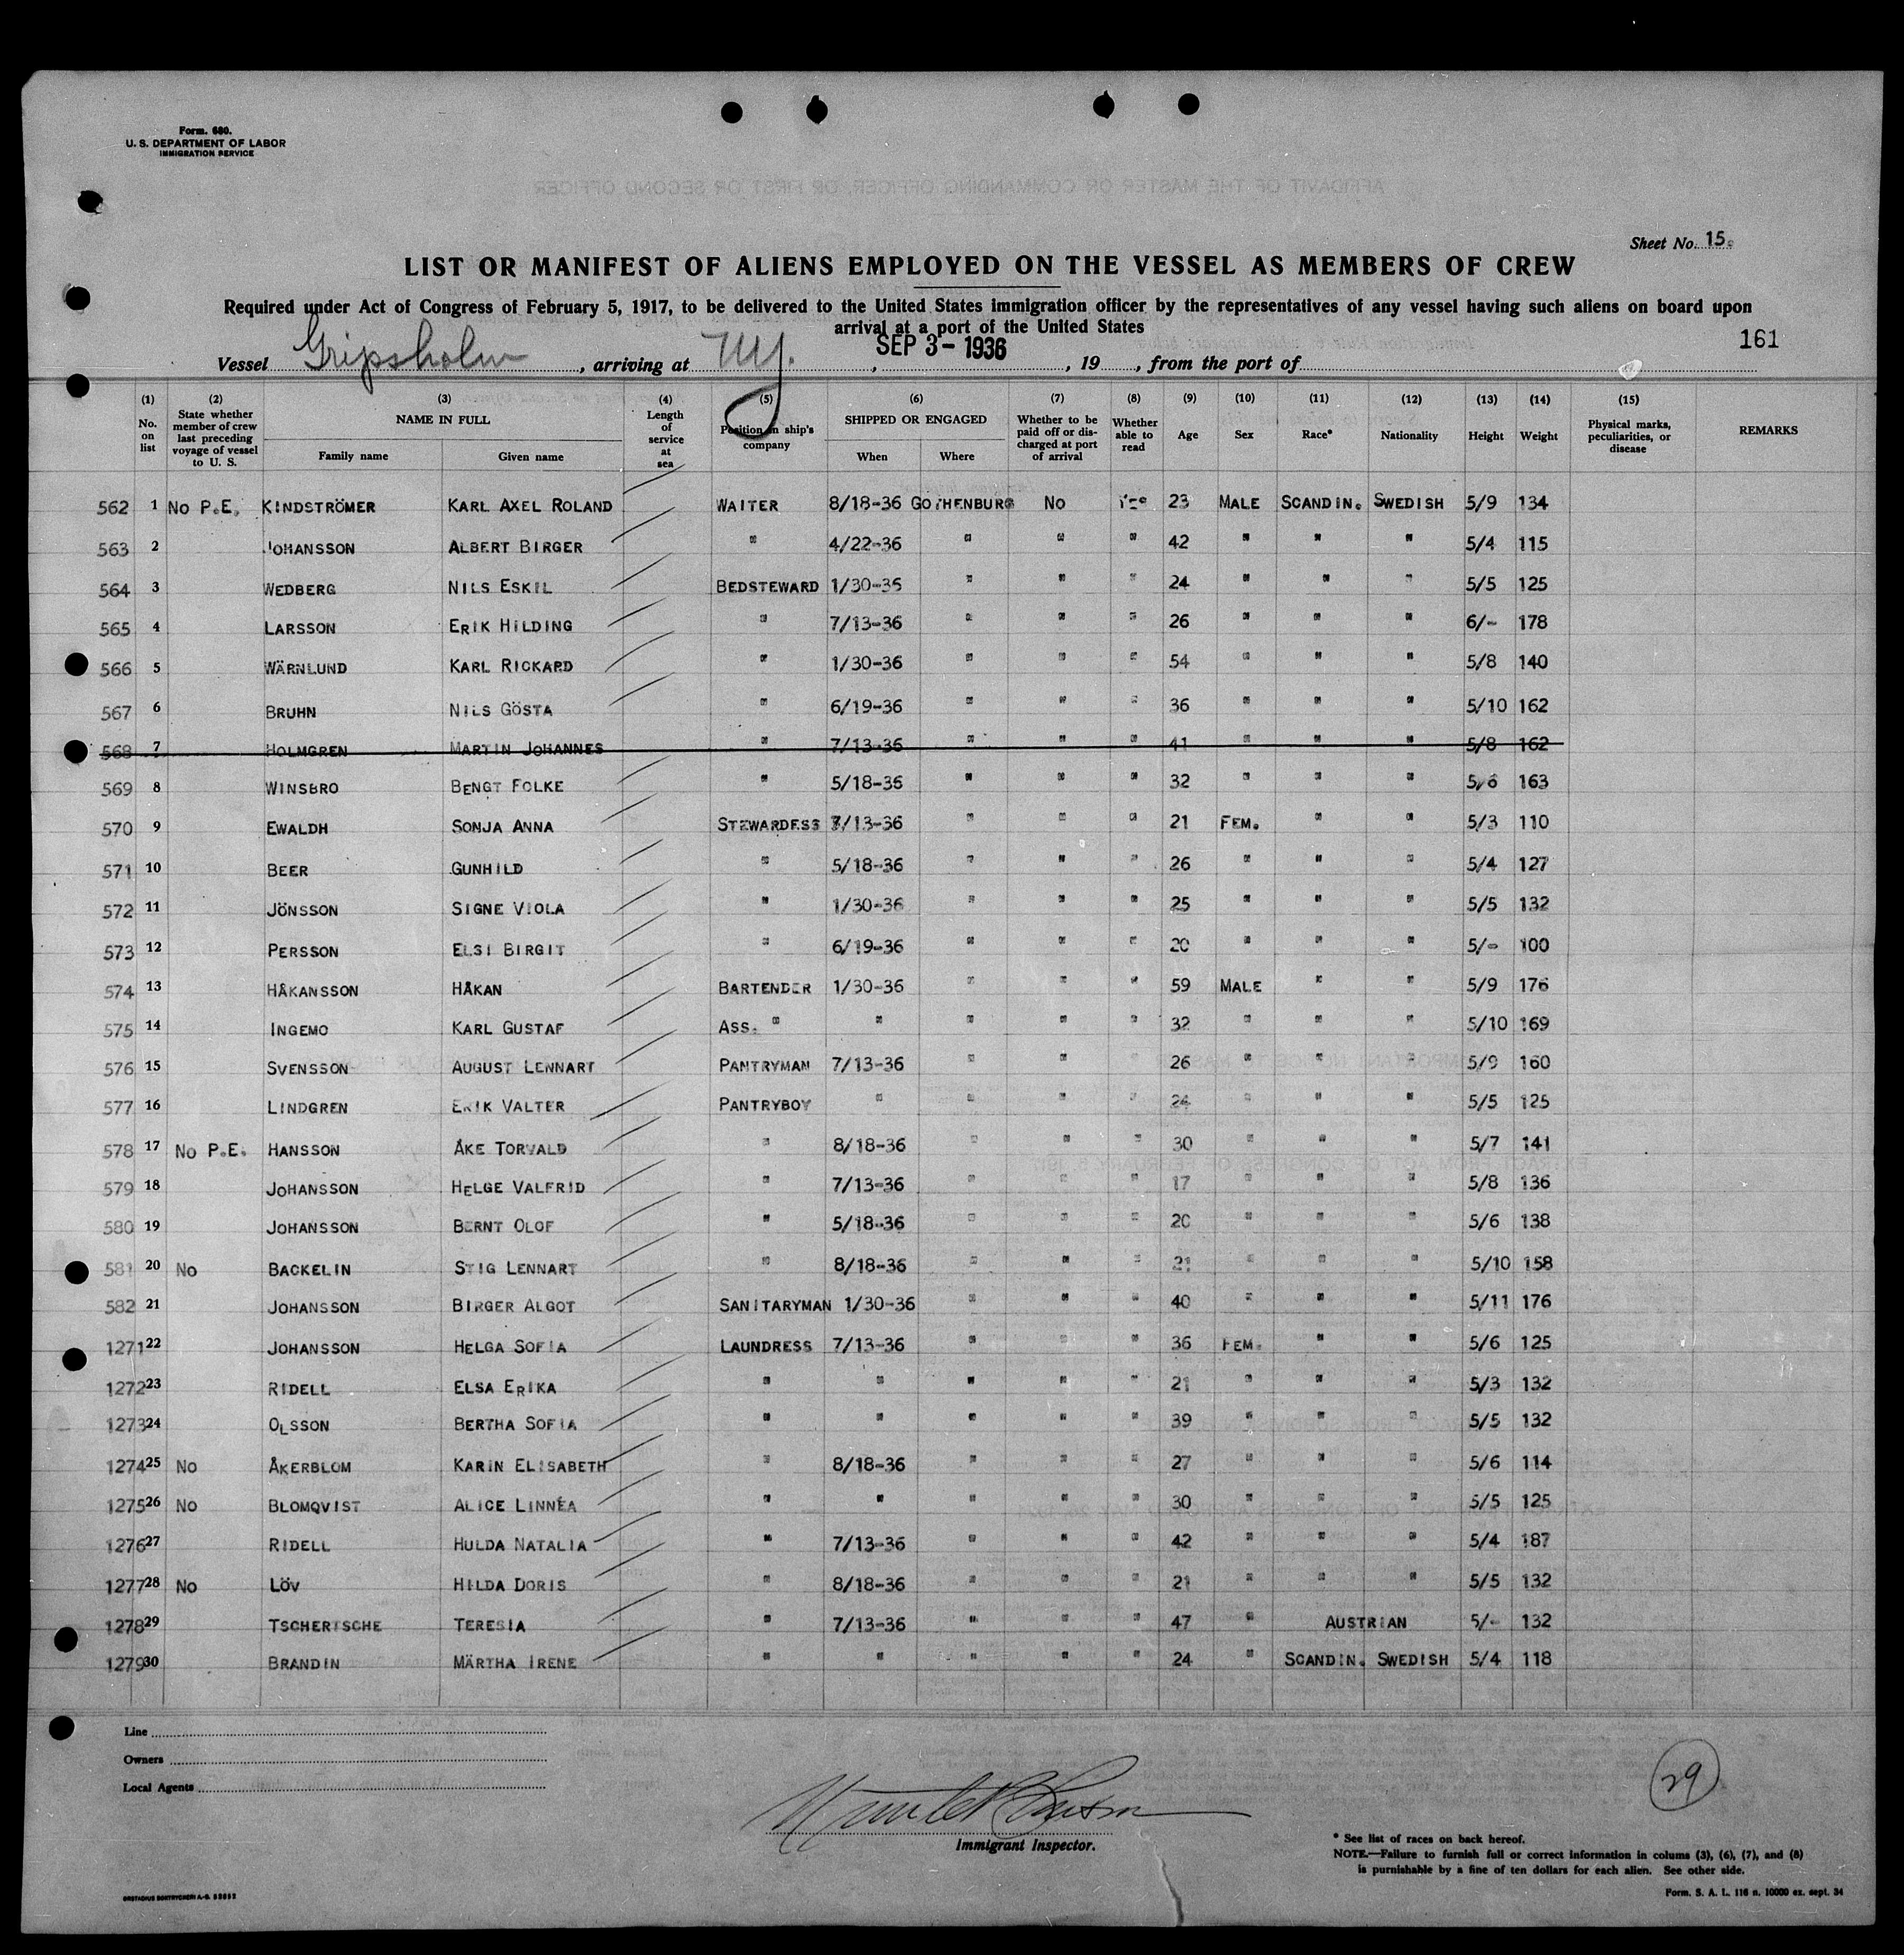 Form. 680.
U. S. DEPARTMENT OF LABOR
IMMIGRATION SERVICE
Sheet No. 15.
LIST OR MANIFEST OF ALIENS EMPLOYED ON THE VESSEL AS MEMBERS OF CREW
Required under Act of Congress of February 5, 1917, to be delivered to the United States immigration officer by the representatives of any vessel having such aliens on board upon
arrival at a port of the United States
161
Vessel Gripsholm, arriving at NY. , SEP 3- 1936, 19 , from the port of
(1) No. on list (2) State whether member of crew last preceding voyage of vessel to U. S. (3) NAME IN FULL Family name Given name (4) Length of service at sea (5) Position in ship's company (6) SHIPPED OR ENGAGED When Where (7) Whether to be paid off or discharged at port of arrival (8) Whether able to read (9) Age (10) Sex (11) Race* (12) Nationality (13) Height (14) Weight (15) Physical marks, peculiarities, or disease REMARKS
562 1 No P.E. KINDSTRÖMER KARL AXEL ROLAND WAITER 8/18-36 GOTHENBURG No Yes 23 MALE SCANDIN. SWEDISH 5/9 134
563 2 JOHANSSON ALBERT BIRGER " 4/22-36 " " " 42 " " " 5/4 115
564 3 WEDBERG NILS ESKIL BEDSTEWARD 1/30-36 " " " 24 " " " 5/5 125
565 4 LARSSON ERIK HILDING " 7/13-36 " " " 26 " " " 6/- 178
566 5 WÄRNLUND KARL RICKARD " 1/30-36 " " " 54 " " " 5/8 140
567 6 BRUHN NILS GÖSTA " 6/19-36 " " " 36 " " " 5/10 162
568 7 HOLMGREN MARTIN JOHANNES " 7/13-36 " " " 41 " " " 5/8 162
569 8 WINSBRO BENGT FOLKE " 5/18-36 " " " 32 " " " 5/6 163
570 9 EWALDH SONJA ANNA STEWARDESS 7/13-36 " " " 21 FEM. " " 5/3 110
571 10 BEER GUNHILD " 5/18-36 " " " 26 " " " 5/4 127
572 11 JÖNSSON SIGNE VIOLA " 1/30-36 " " " 25 " " " 5/5 132
573 12 PERSSON ELSI BIRGIT " 6/19-36 " " " 20 " " " 5/- 100
574 13 HÅKANSSON HÅKAN BARTENDER 1/30-36 " " " 59 MALE " " 5/9 176
575 14 INGEMO KARL GUSTAF ASS. " " " " " 32 " " " 5/10 169
576 15 SVENSSON AUGUST LENNART PANTRYMAN 7/13-36 " " " 26 " " " 5/9 160
577 16 LINDGREN ERIK VALTER PANTRYBOY " " " " 24 " " " 5/5 125
578 17 No P.E. HANSSON ÅKE TORVALD " 8/18-36 " " " 30 " " " 5/7 141
579 18 JOHANSSON HELGE VALFRID " 7/13-36 " " " 17 " " " 5/8 136
580 19 JOHANSSON BERNT OLOF " 5/18-36 " " " 20 " " " 5/6 138
581 20 No BACKELIN STIG LENNART " 8/18-36 " " " 21 " " " 5/10 158
582 21 JOHANSSON BIRGER ALGOT SANITARYMAN 1/30-36 " " " 40 " " " 5/11 176
1271 22 JOHANSSON HELGA SOFIA LAUNDRESS 7/13-36 " " " 36 FEM. " " 5/6 125
1272 23 RIDELL ELSA ERIKA " " " " " 21 " " " 5/3 132
1273 24 OLSSON BERTHA SOFIA " " " " " 39 " " " 5/5 132
1274 25 No ÅKERBLOM KARIN ELISABETH " 8/18-36 " " " 27 " " " 5/6 114
1275 26 No BLOMQVIST ALICE LINNÉA " " " " " 30 " " " 5/5 125
1276 27 RIDELL HULDA NATALIA " 7/13-36 " " " 42 " " " 5/4 187
1277 28 No LÖV HILDA DORIS " 8/18-36 " " " 21 " " " 5/5 132
1278 29 TSCHERTSCHE TERESIA " 7/13-36 " " " 47 " AUSTRIAN 5/- 132
1279 30 BRANDIN MÄRTHA IRENE " " " " " 24 " SCANDIN. SWEDISH 5/4 118
Line
Owners
Local Agents
29
Immigrant Inspector.
* See list of races on back hereof.
NOTE.—Failure to furnish full or correct information in colums (3), (6), (7), and (8)
is punishable by a fine of ten dollars for each alien. See other side.
Form. S. A. L. 116 n. 10000 ex. sept. 34